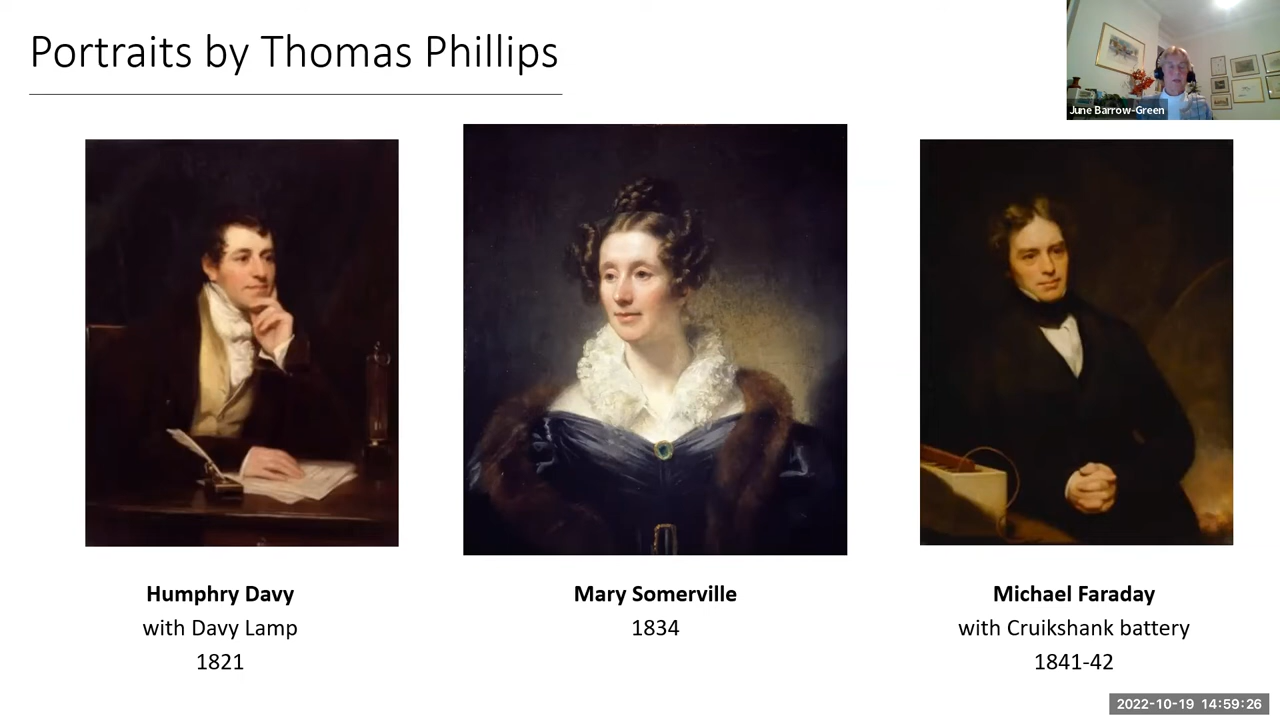 Portraits by Thomas Phillips
June Barrow-Green
Humphry Davy
with Davy Lamp
1821
Mary Somerville
1834
Michael Faraday
with Cruikshank battery
1841-42
2022-10-19 14:59:26